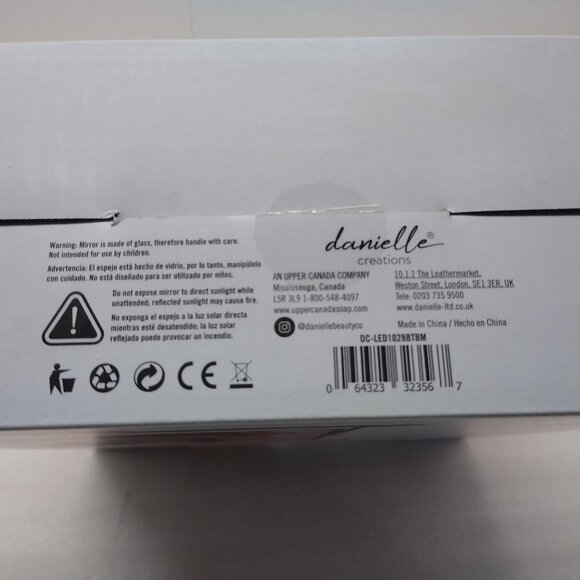 Warning: Mirror is made of glass, therefore handle with care.
Not intended for use by children.
Advertencia: El espejo está hecho de vidrio, por lo tanto, manipúlelo
con cuidado. No está diseñado para ser utilizado por niños.
Do not expose mirror to direct sunlight while
unattended; reflected sunlight may cause fire.
No exponga el espejo a la luz solar directa
mientras esté desatendido; la luz solar
reflejada puede provocar un incendio.
danielle®
creations
AN UPPER CANADA COMPANY
Mississauga, Canada
L5R 3L9 1-800-548-4097
www.uppercanadasoap.com
@daniellebeautyco
10.1.1 The Leathermarket,
Weston Street, London, SE1 3ER, UK
Tele: 0203 735 9500
www.danielle-ltd.co.uk
Made in China / Hecho en China
DC-LED1028BTBM
0 64323 32356 7